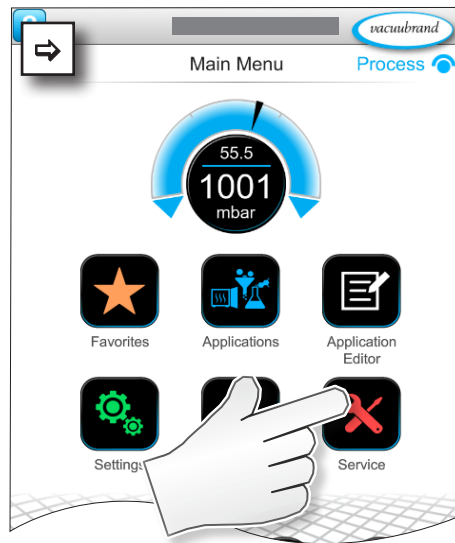 vacuubrand
Main Menu
Process
55.5
1001
mbar
Favorites
Applications
Application
Editor
Settings
Service